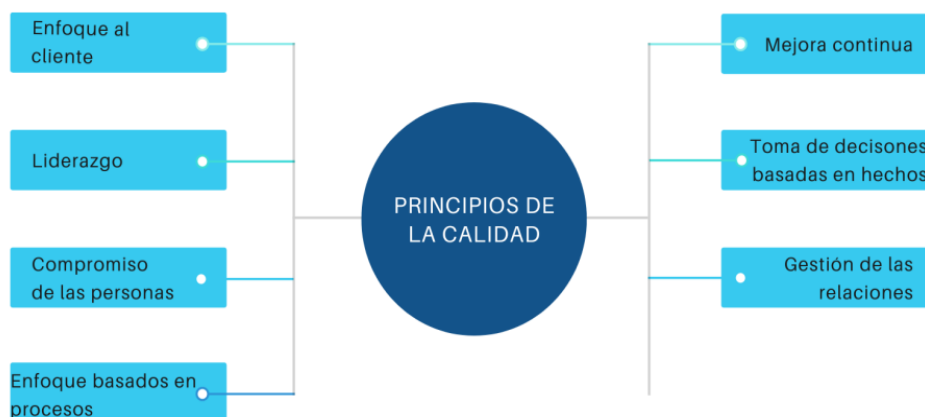 Enfoque al
cliente
Liderazgo
Compromiso
de las personas
Enfoque basados en
procesos
PRINCIPIOS DE
LA CALIDAD
Mejora continua
Toma de decisones
basadas en hechos
Gestión de las
relaciones